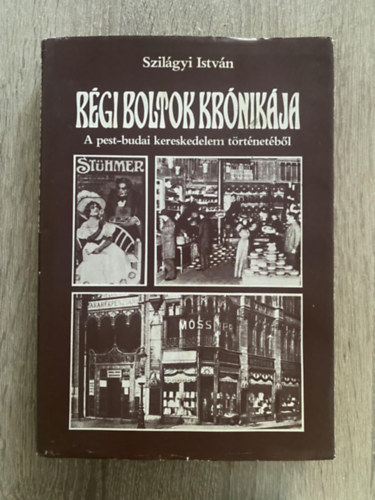 Szilágyi István
RÉGI BOLTOK KRÓNIKÁJA
A pest-budai kereskedelem történetéből
STÜHMER
MOSS